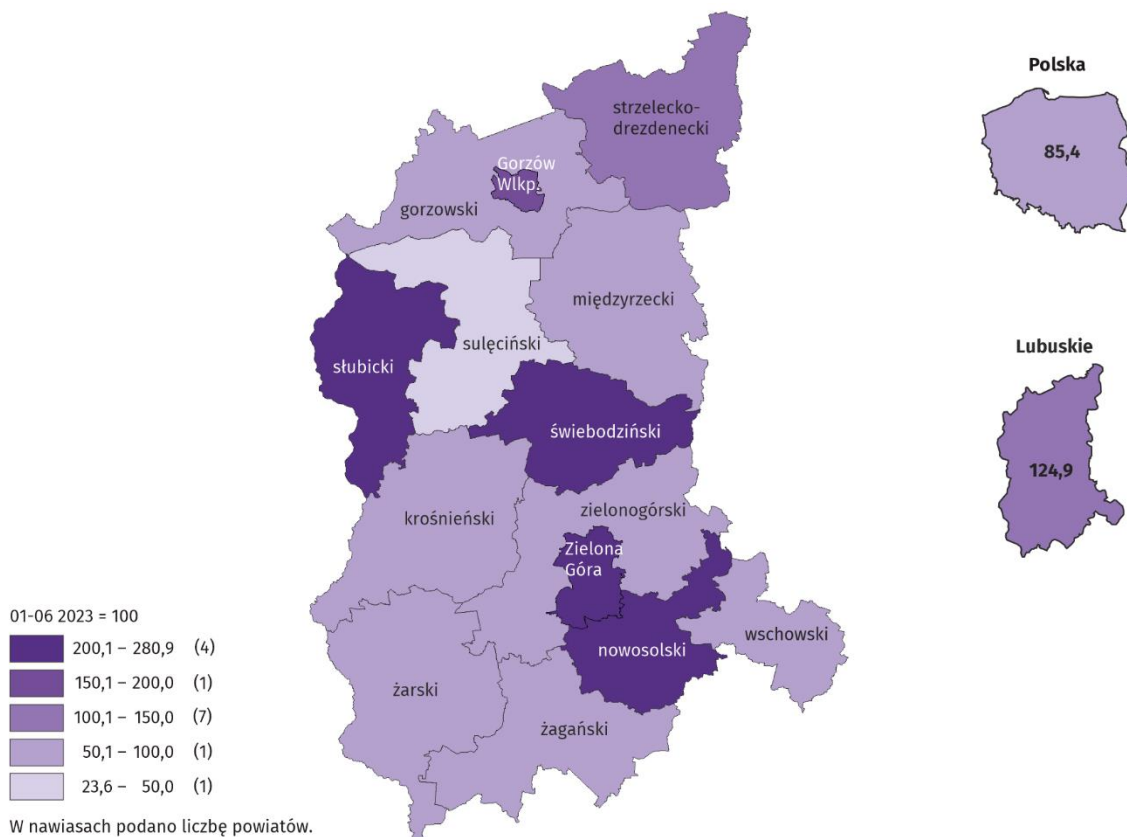 strzelecko-
drezdenecki
Gorzów
Wlkp.
gorzowski
międzyrzecki
sulęciński
słubicki
świebodziński
krośnieński
zielonogórski
Zielona
Góra
nowosolski
wschowski
żarski
żagański
Polska
85,4
Lubuskie
124,9
01-06 2023 = 100
200,1 – 280,9 (4)
150,1 – 200,0 (1)
100,1 – 150,0 (7)
50,1 – 100,0 (1)
23,6 – 50,0 (1)
W nawiasach podano liczbę powiatów.